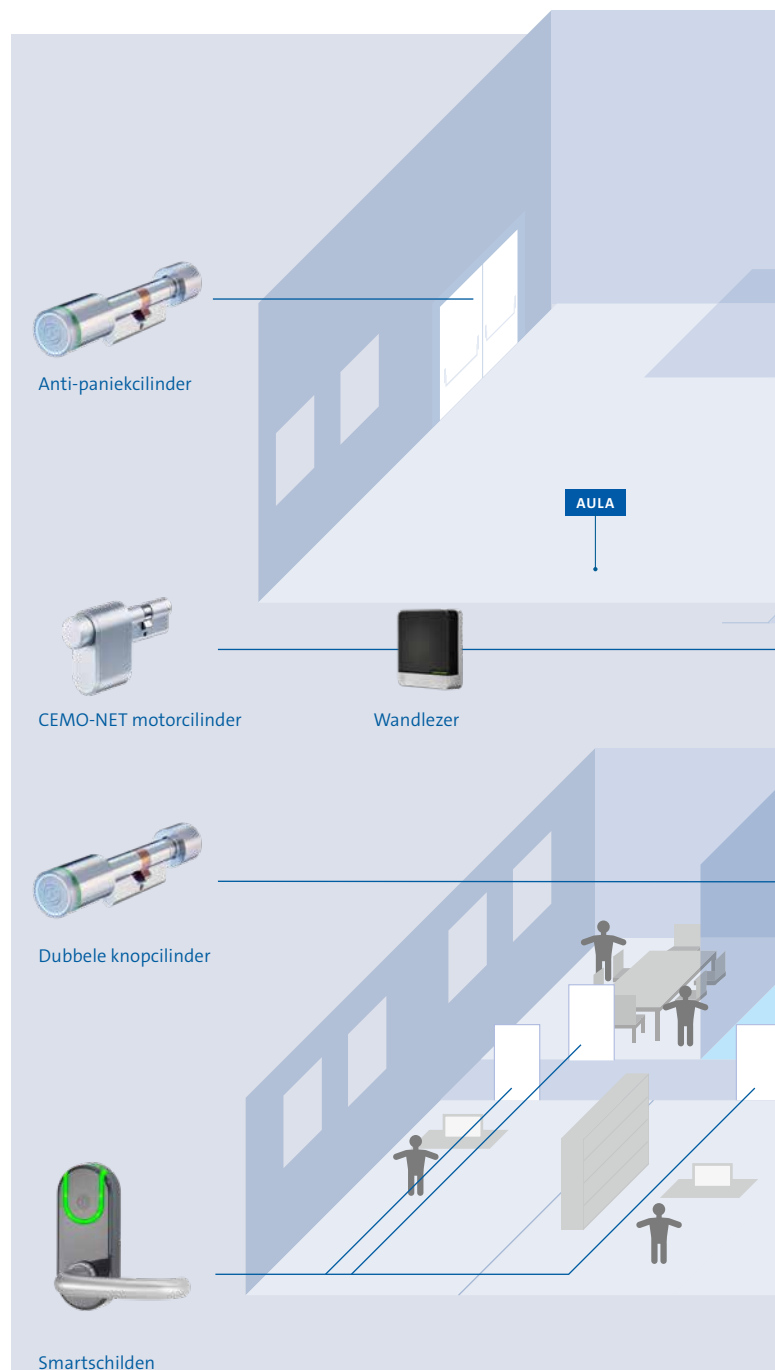 Anti-paniekcilinder
AULA
CEMO-NET motorcilinder
Wandlezer
Dubbele knopcilinder
Smartschilden